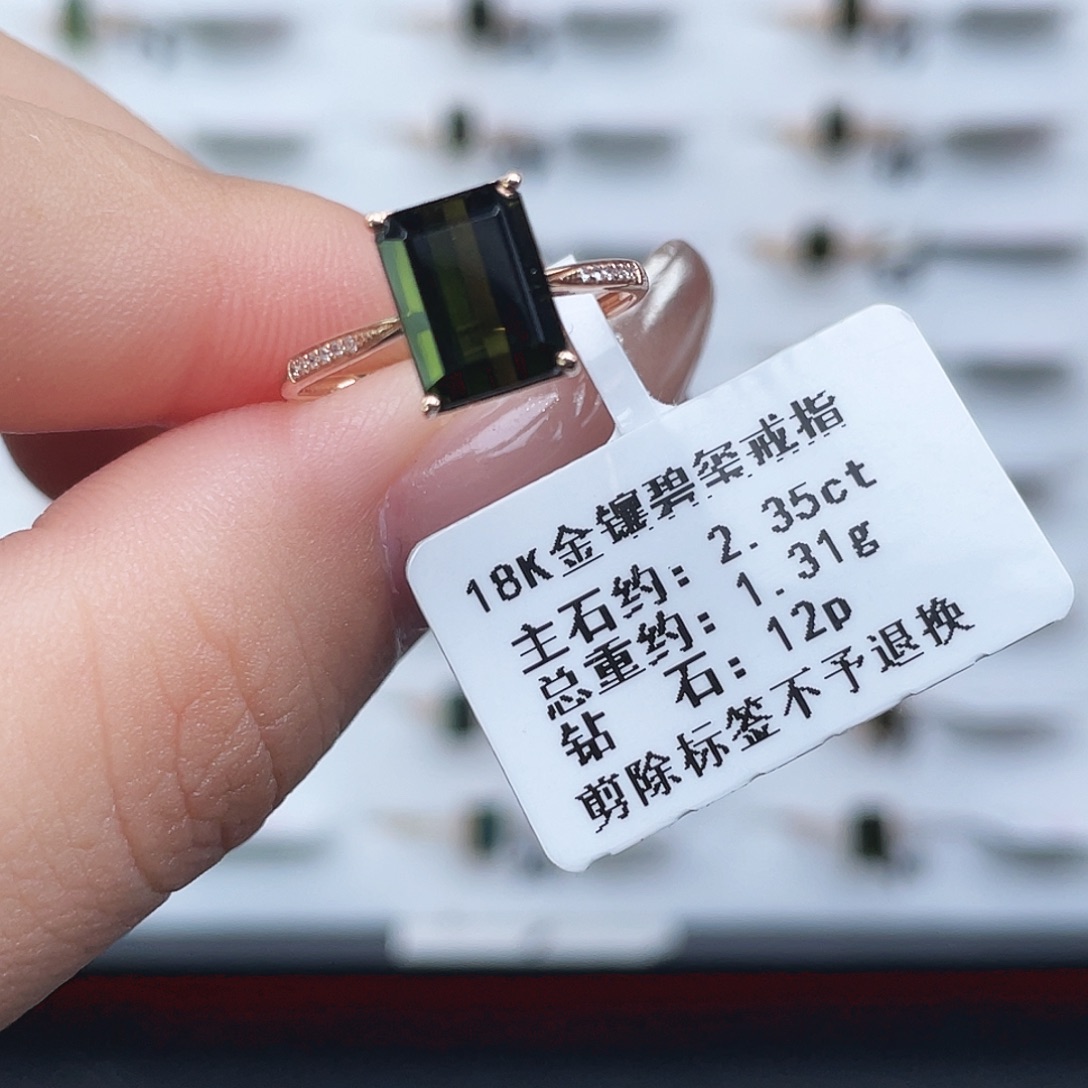 18K金镶碧玺戒指
主石约: 2.35ct
总重约: 1.31g
钻 石: 12p
剪除标签不予退换